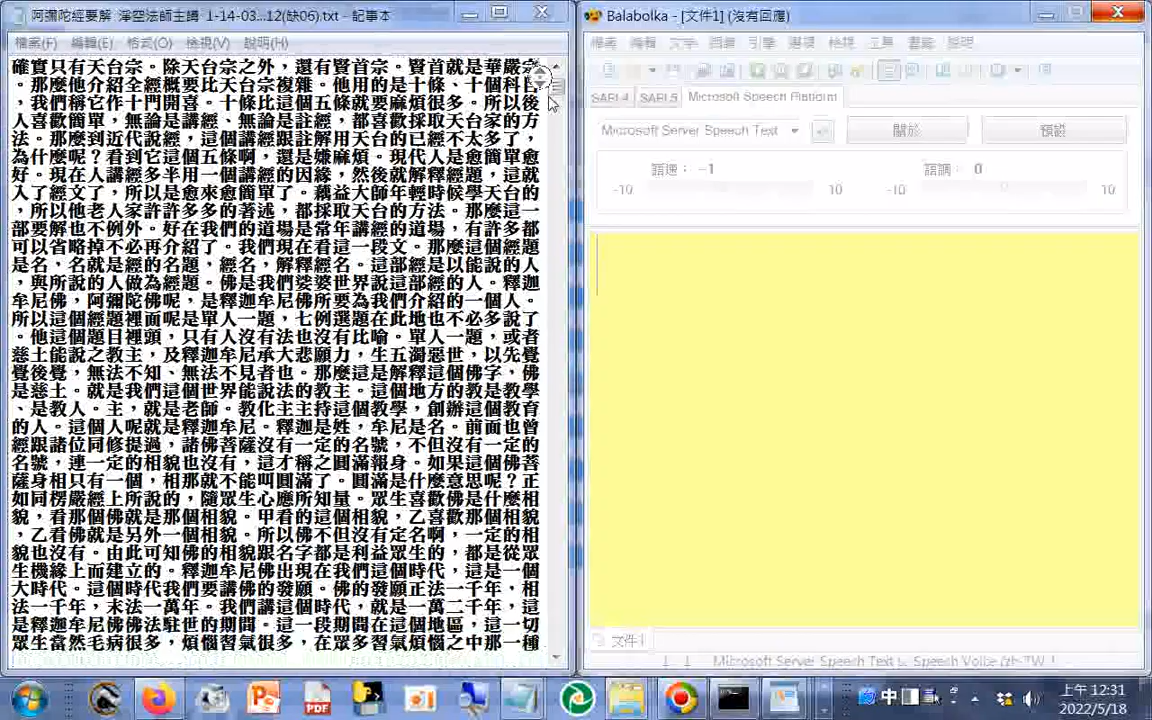 阿彌陀經要解 淨空法師主講 1-14-03...12(缺06).txt - 記事本
檔案(F) 編輯(E) 格式(O) 檢視(V) 說明(H)
確實只有天台宗。除天台宗之外，還有賢首宗。賢首就是華嚴宗
。那麼他介紹全經概要比天台宗複雜。他用的是十條、十個科目
，我們稱它作十門開喜。十條比這個五條就要麻煩很多。所以後
人喜歡簡單，無論是講經、無論是註經，都喜歡採取天台家的方
法。那麼到近代說經，這個講經跟註解用天台的已經不太多了，
為什麼呢？看到它這個五條啊，還是嫌麻煩。現代人是愈簡單愈
好。現在人講經多半用一個講經的因緣，然後就解釋經題，這就
入了經文了，所以是愈來愈簡單了。蕅益大師年輕時候學天台的
，所以他老人家許許多多的著述，都採取天台的方法。那麼這一
部要解也不例外。好在我們的道場是常年講經的道場，有許多都
可以省略掉不必再介紹了。我們現在看這一段文。那麼這個經題
是名，名就是經的名題，經名，解釋經名。這部經是以能說的人
，與所說的人做為經題。佛是我們娑婆世界說這部經的人。釋迦
牟尼佛，阿彌陀佛呢，是釋迦牟尼佛所要為我們介紹的一個人。
所以這個經題裡面呢是單人一題，七例選題在此地也不必多說了
。他這個題目裡頭，只有人沒有法也沒有比喻。單人一題，或者
慈土能說之教主，及釋迦牟尼承大悲願力，生五濁惡世，以先覺
覺後覺，無法不知、無法不見者也。那麼這是解釋這個佛字，佛
是慈土。就是我們這個世界能說法的教主。這個地方的教是教學
、是教人。主，就是老師。教化主主持這個教學，創辦這個教育
的人。這個人呢就是釋迦牟尼。釋迦是姓，牟尼是名。前面也曾
經跟諸位同修提過，諸佛菩薩沒有一定的名號，不但沒有一定的
名號，連一定的相貌也沒有，這才稱之圓滿報身。如果這個佛菩
薩身相只有一個，相那就不能叫圓滿了。圓滿是什麼意思呢？正
如同楞嚴經上所說的，隨眾生心應所知量。眾生喜歡佛是什麼相
貌，看那個佛就是那個相貌。甲看的這個相貌，乙喜歡那個相貌
，乙看佛就是另外一個相貌。所以佛不但沒有定名啊，一定的相
貌也沒有。由此可知佛的相貌跟名字都是利益眾生的，都是從眾
生機緣上面建立的。釋迦牟尼佛出現在我們這個時代，這是一個
大時代。這個時代我們要講佛的發願。佛的發願正法一千年，相
法一千年，末法一萬年。我們講這個時代，就是一萬二千年，這
是釋迦牟尼佛佛法駐世的期間。這一段期間在這個地區，這一切
眾生當然毛病很多，煩惱習氣很多，在眾多習氣煩惱之中那一種
Balabolka - [文件1] (沒有回應)
檔案 編輯 文字 閱讀 引擎 選項 檢視 工具 書籤 說明
SAPI 4 SAPI 5 Microsoft Speech Platform
Microsoft Server Speech Text 關於 預設
語速： -1 語調： 0
-10 10 -10 10
文件1
1 : 1 Microsoft Server Speech Text to Speech Voice (zh-TW
中 上午 12:31
2022/5/18